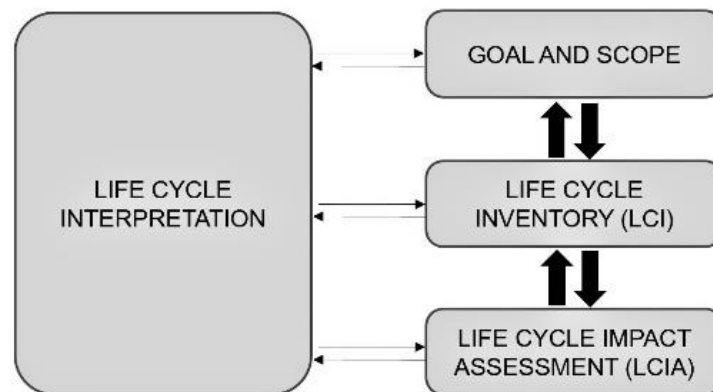 LIFE CYCLE
INTERPRETATION
GOAL AND SCOPE
LIFE CYCLE
INVENTORY (LCI)
LIFE CYCLE IMPACT
ASSESSMENT (LCIA)